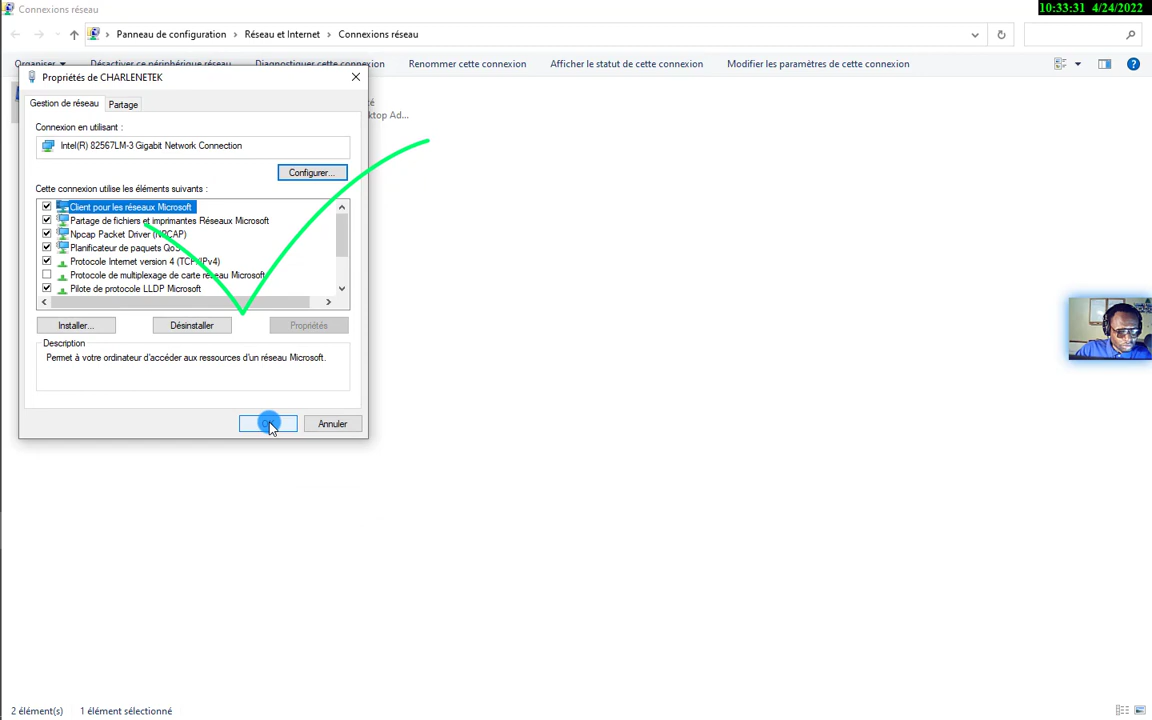 Connexions réseau
10:33:31 4/24/2022
Panneau de configuration > Réseau et Internet > Connexions réseau
Organiser Désactiver ce périphérique réseau Diagnostiquer cette connexion Renommer cette connexion Afficher le statut de cette connexion Modifier les paramètres de cette connexion
Propriétés de CHARLENETEK
Gestion de réseau Partage
ktop Ad...
Connexion en utilisant :
Intel(R) 82567LM-3 Gigabit Network Connection
Configurer...
Cette connexion utilise les éléments suivants :
Client pour les réseaux Microsoft
Partage de fichiers et imprimantes Réseaux Microsoft
Npcap Packet Driver (NPCAP)
Planificateur de paquets QoS
Protocole Internet version 4 (TCP/IPv4)
Protocole de multiplexage de carte réseau Microsoft
Pilote de protocole LLDP Microsoft
Installer... Désinstaller Propriétés
Description
Permet à votre ordinateur d'accéder aux ressources d'un réseau Microsoft.
Annuler
2 élément(s) 1 élément sélectionné